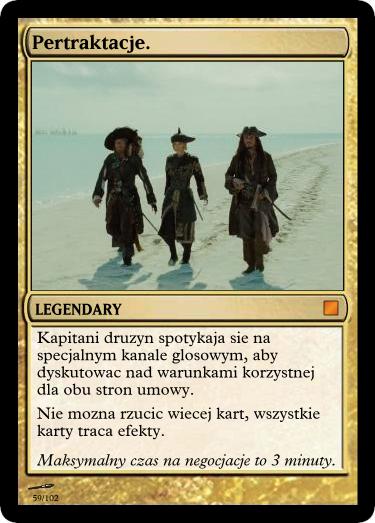 Pertraktacje.
LEGENDARY
Kapitani druzyn spotykaja sie na
specjalnym kanale glosowym, aby
dyskutowac nad warunkami korzystnej
dla obu stron umowy.
Nie mozna rzucic wiecej kart, wszystkie
karty traca efekty.
Maksymalny czas na negocjacje to 3 minuty.
59/102